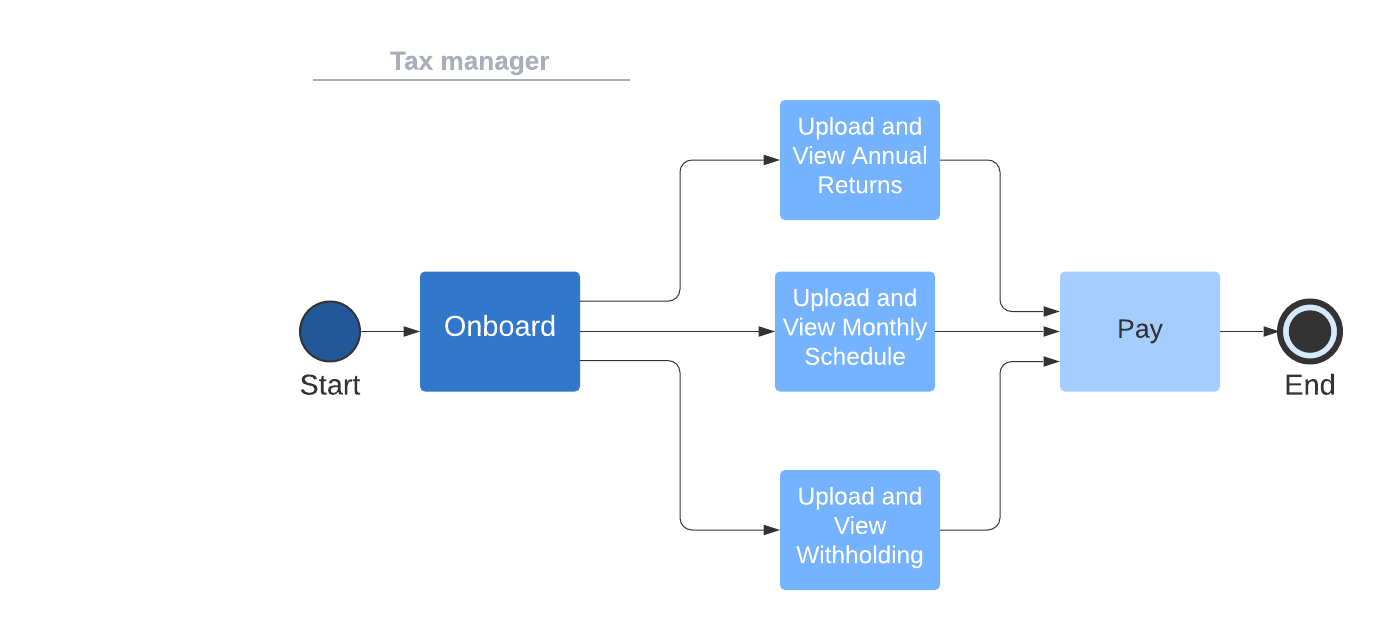 Tax manager
Upload and
View Annual
Returns
Onboard
Upload and
View Monthly
Schedule
Pay
Start
End
Upload and
View
Withholding